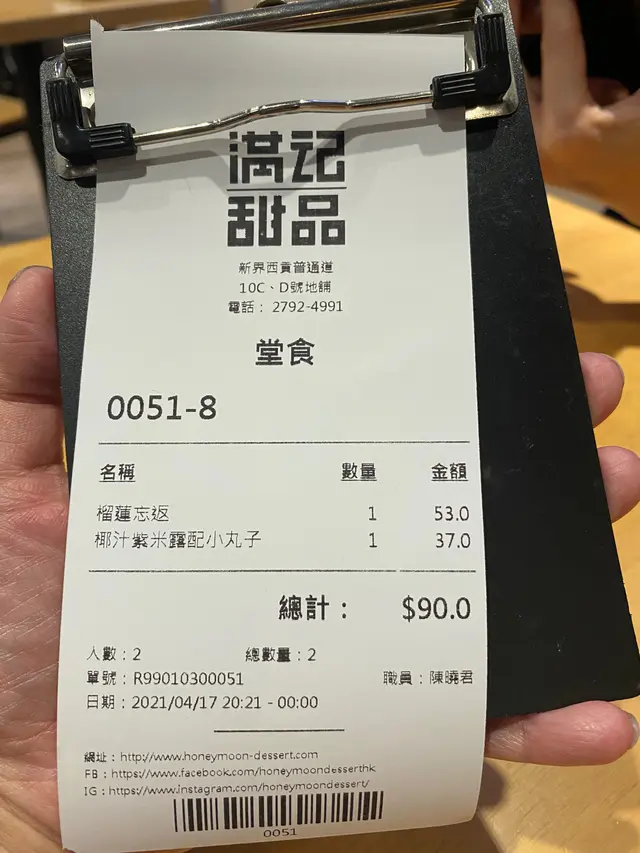 滿記
甜品
新界西貢普通道
10C、D號地舖
電話： 2792-4991
堂食
0051-8
名稱 數量 金額
榴蓮忘返 1 53.0
椰汁紫米露配小丸子 1 37.0
總計： $90.0
人數：2 總數量：2
單號：R99010300051 職員：陳曉君
日期：2021/04/17 20:21 - 00:00
網址：http://www.honeymoon-dessert.com
FB：https://www.facebook.com/honeymoondesserthk
IG：https://www.instagram.com/honeymoondessert/
0051